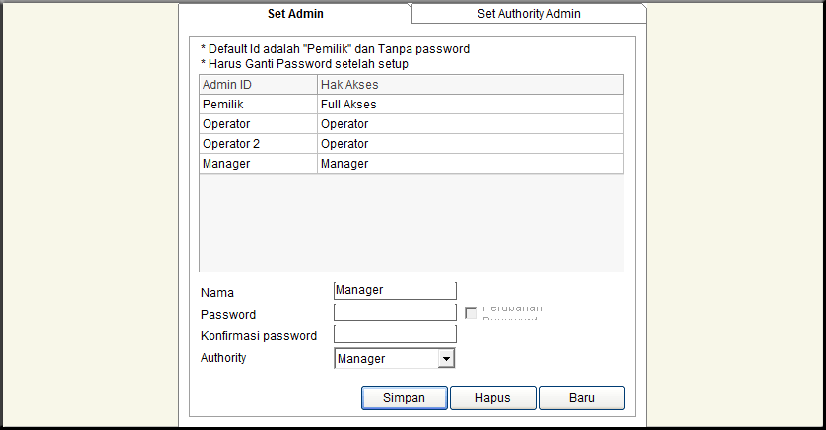 Set Admin
Set Authority Admin
* Default Id adalah "Pemilik" dan Tanpa password
* Harus Ganti Password setelah setup
Admin ID Hak Akses
Pemilik Full Akses
Operator Operator
Operator 2 Operator
Manager Manager
Nama Manager
Password
Konfirmasi password
Authority Manager
Simpan Hapus Baru